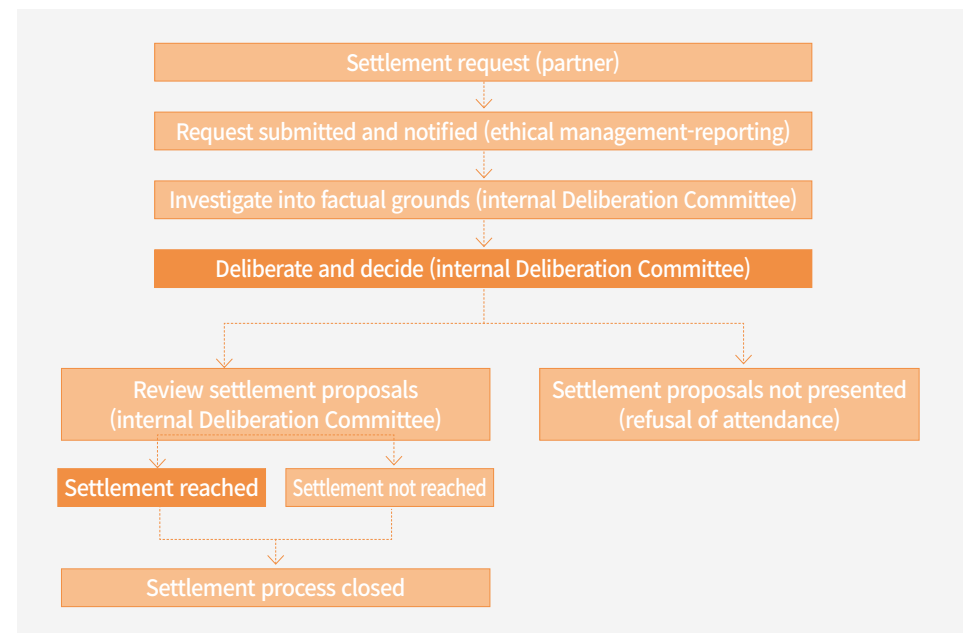 Settlement request (partner)
Request submitted and notified (ethical management-reporting)
Investigate into factual grounds (internal Deliberation Committee)
Deliberate and decide (internal Deliberation Committee)
Review settlement proposals
(internal Deliberation Committee)
Settlement proposals not presented
(refusal of attendance)
Settlement reached
Settlement not reached
Settlement process closed